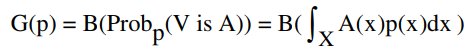 G(p) = B(Prob_p(V is A)) = B(∫_X A(x)p(x)dx )